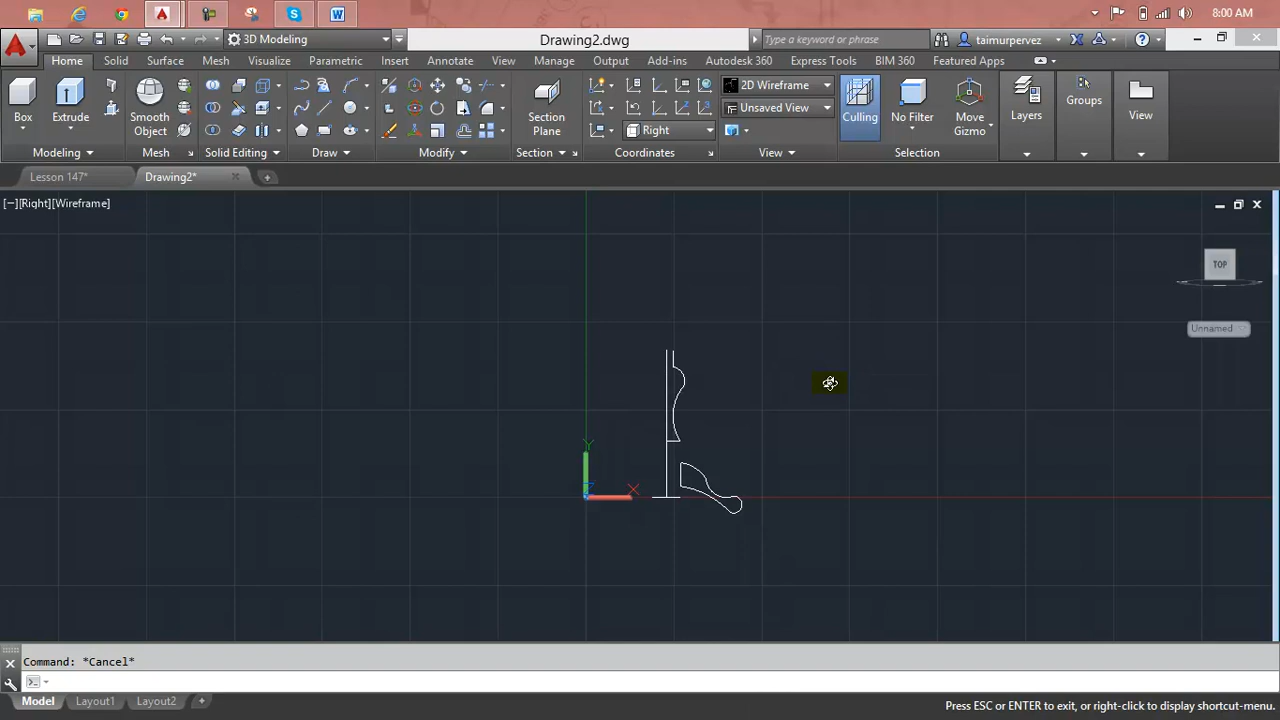 8:00 AM
3D Modeling
Drawing2.dwg
Type a keyword or phrase
taimurpervez
Home Solid Surface Mesh Visualize Parametric Insert Annotate View Manage Output Add-ins Autodesk 360 Express Tools BIM 360 Featured Apps
2D Wireframe
Unsaved View
Right
Box
Extrude
Smooth
Object
Section
Plane
Culling
No Filter
Move
Gizmo
Layers
Groups
View
Modeling
Mesh
Solid Editing
Draw
Modify
Section
Coordinates
View
Selection
Lesson 147*
Drawing2*
[−][Right][Wireframe]
TOP
Unnamed
Y
X
Command: *Cancel*
Model Layout1 Layout2
Press ESC or ENTER to exit, or right-click to display shortcut-menu.